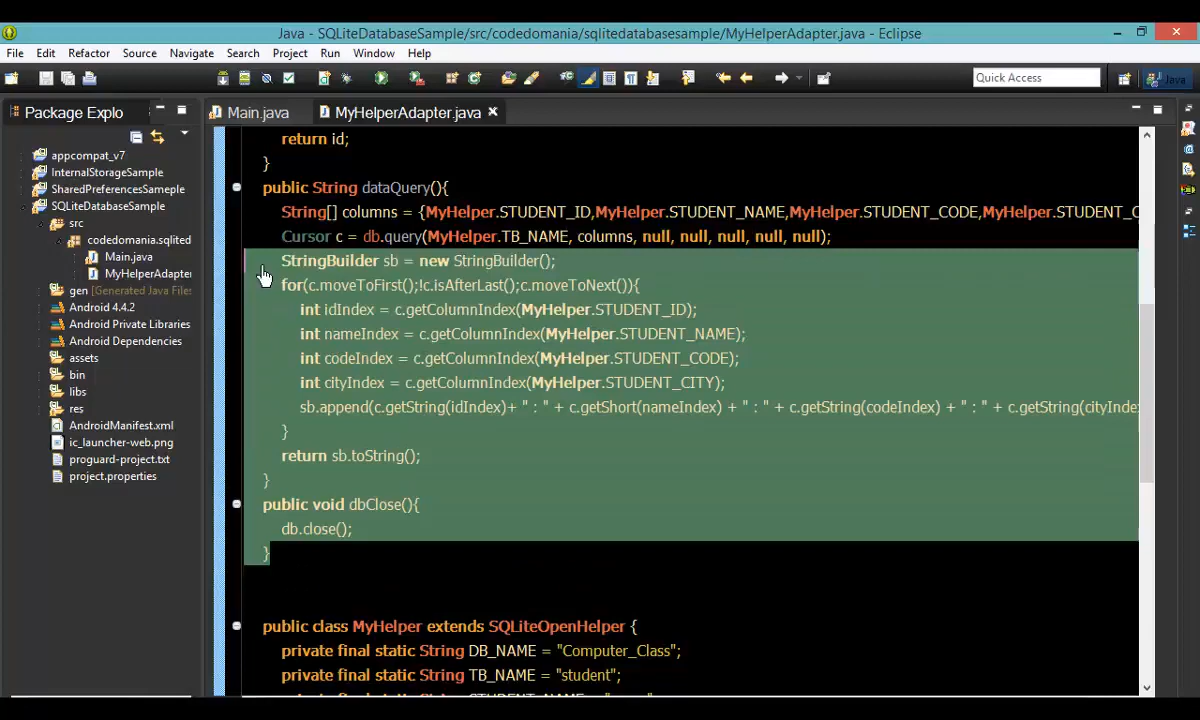 Java - SQLiteDatabaseSample/src/codedomania/sqlitedatabasesample/MyHelperAdapter.java - Eclipse
File Edit Refactor Source Navigate Search Project Run Window Help
Quick Access
Java
Package Explo
Main.java
MyHelperAdapter.java
appcompat_v7
InternalStorageSample
SharedPreferencesSameple
SQLiteDatabaseSample
src
codedomania.sqlited
Main.java
MyHelperAdapter
gen [Generated Java Files
Android 4.4.2
Android Private Libraries
Android Dependencies
assets
bin
libs
res
AndroidManifest.xml
ic_launcher-web.png
proguard-project.txt
project.properties
return id;
}
public String dataQuery(){
String[] columns = {MyHelper.STUDENT_ID,MyHelper.STUDENT_NAME,MyHelper.STUDENT_CODE,MyHelper.STUDENT_C
Cursor c = db.query(MyHelper.TB_NAME, columns, null, null, null, null, null);
StringBuilder sb = new StringBuilder();
for(c.moveToFirst();!c.isAfterLast();c.moveToNext()){
int idIndex = c.getColumnIndex(MyHelper.STUDENT_ID);
int nameIndex = c.getColumnIndex(MyHelper.STUDENT_NAME);
int codeIndex = c.getColumnIndex(MyHelper.STUDENT_CODE);
int cityIndex = c.getColumnIndex(MyHelper.STUDENT_CITY);
sb.append(c.getString(idIndex)+ " : " + c.getShort(nameIndex) + " : " + c.getString(codeIndex) + " : " + c.getString(cityInde
}
return sb.toString();
}
public void dbClose(){
db.close();
}
public class MyHelper extends SQLiteOpenHelper {
private final static String DB_NAME = "Computer_Class";
private final static String TB_NAME = "student";